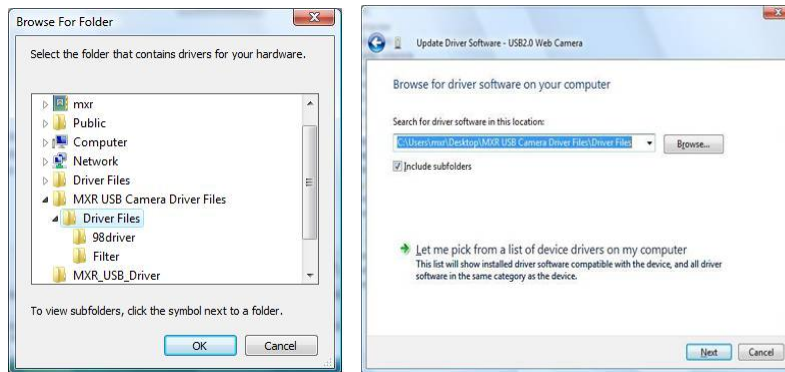 Browse For Folder
Select the folder that contains drivers for your hardware.
mxr
Public
Computer
Network
Driver Files
MXR USB Camera Driver Files
Driver Files
98driver
Filter
MXR_USB_Driver
To view subfolders, click the symbol next to a folder.
OK
Cancel
Update Driver Software - USB2.0 Web Camera
Browse for driver software on your computer
Search for driver software in this location:
C:\Users\mxr\Desktop\MXR USB Camera Driver Files\Driver Files
Browse...
Include subfolders
Let me pick from a list of device drivers on my computer
This list will show installed driver software compatible with the device, and all driver
software in the same category as the device.
Next
Cancel